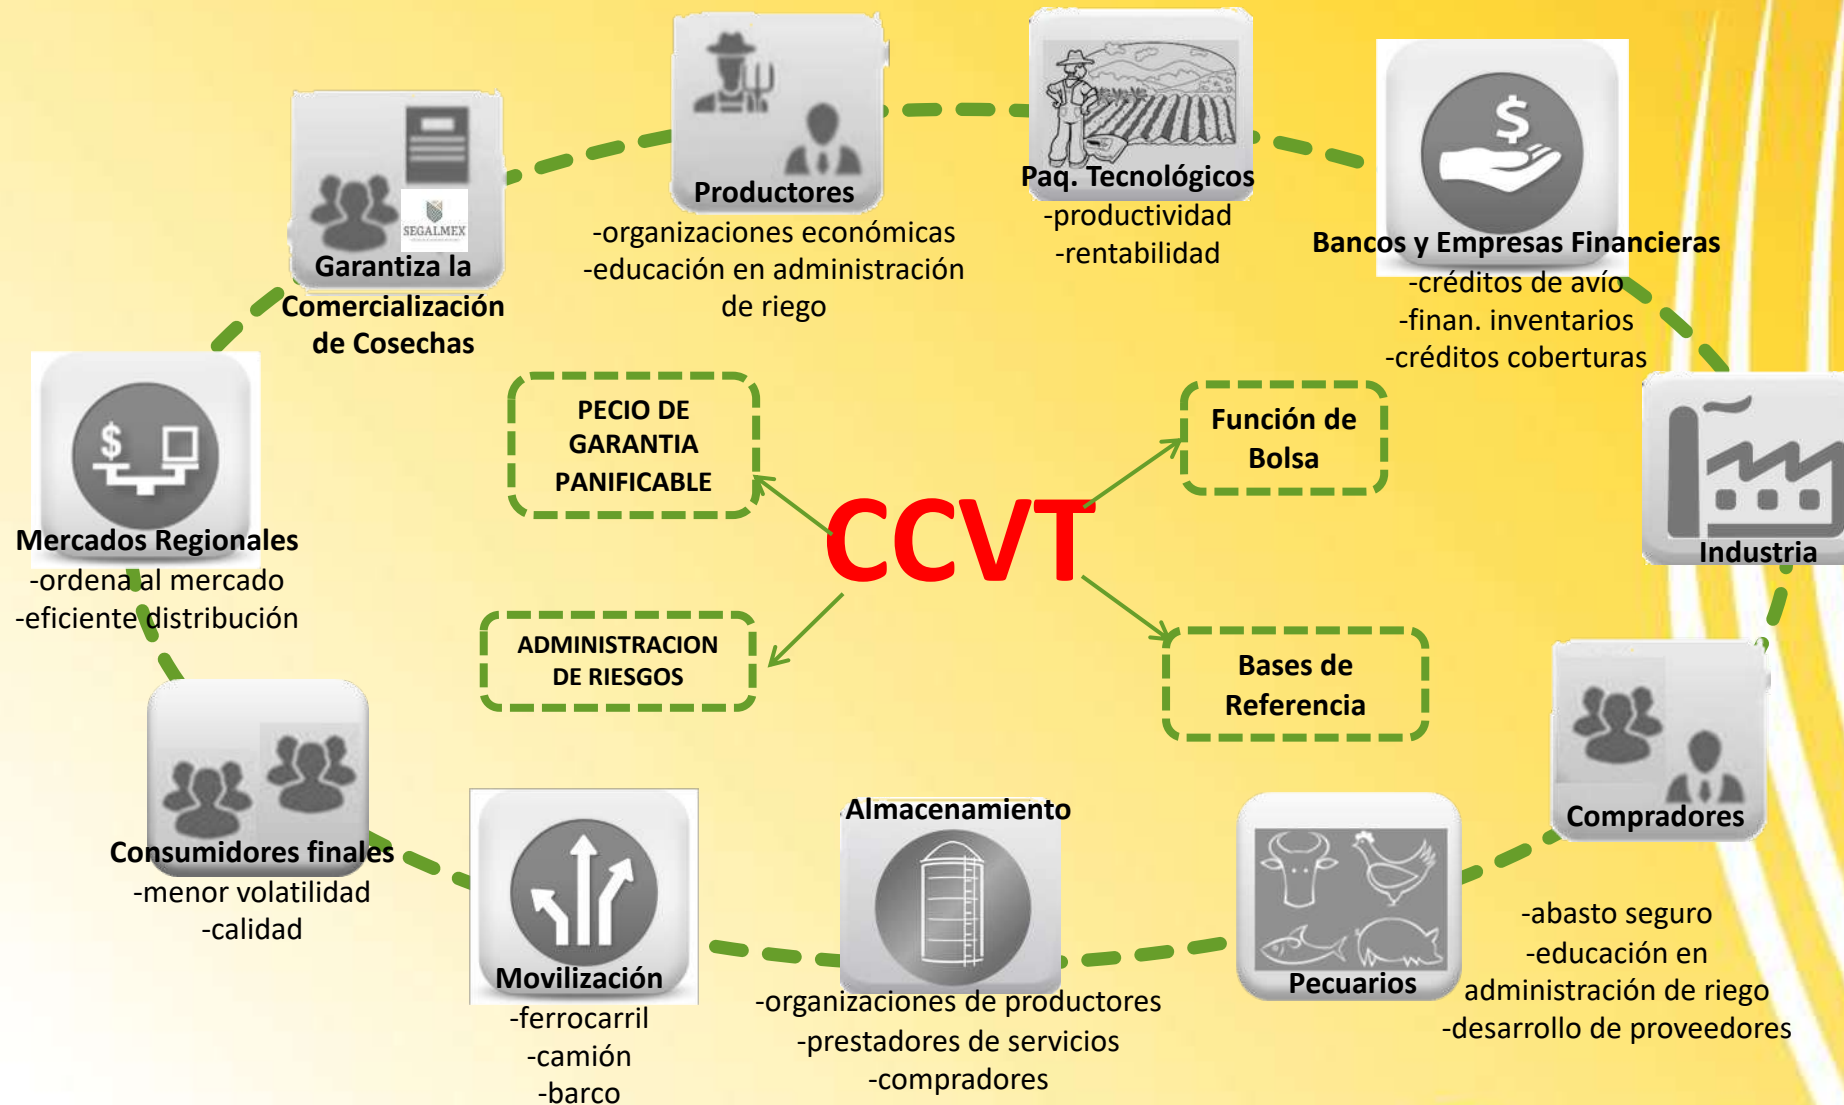 Productores
-organizaciones económicas
-educación en administración
de riego
Paq. Tecnológicos
-productividad
-rentabilidad
$
Bancos y Empresas Financieras
-créditos de avío
-finan. inventarios
-créditos coberturas
SEGALMEX
Garantiza la
Comercialización
de Cosechas
PECIO DE
GARANTIA
PANIFICABLE
Función de
Bolsa
CCVT
Industria
$
Mercados Regionales
-ordena al mercado
-eficiente distribución
ADMINISTRACION
DE RIESGOS
Bases de
Referencia
Compradores
-abasto seguro
-educación en
administración de riego
-desarrollo de proveedores
Consumidores finales
-menor volatilidad
-calidad
Movilización
-ferrocarril
-camión
-barco
Almacenamiento
-organizaciones de productores
-prestadores de servicios
-compradores
Pecuarios